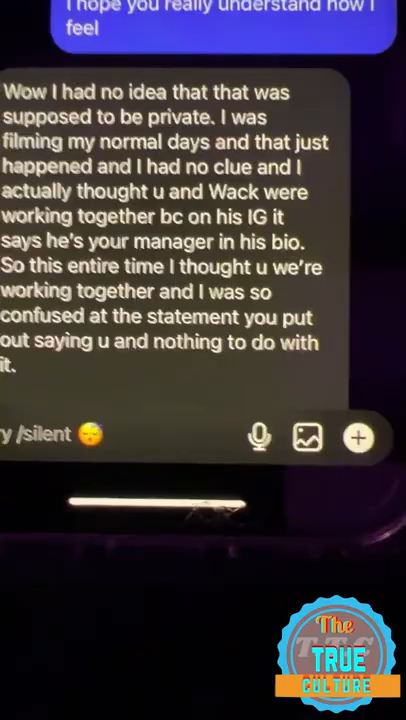 I hope you really understand how I
feel
Wow I had no idea that that was
supposed to be private. I was
filming my normal days and that just
happened and I had no clue and I
actually thought u and Wack were
working together bc on his IG it
says he's your manager in his bio.
So this entire time I thought u we're
working together and I was so
confused at the statement you put
out saying u and nothing to do with
it.
y /silent 😴
The
T.T.C
TRUE
CULTURE